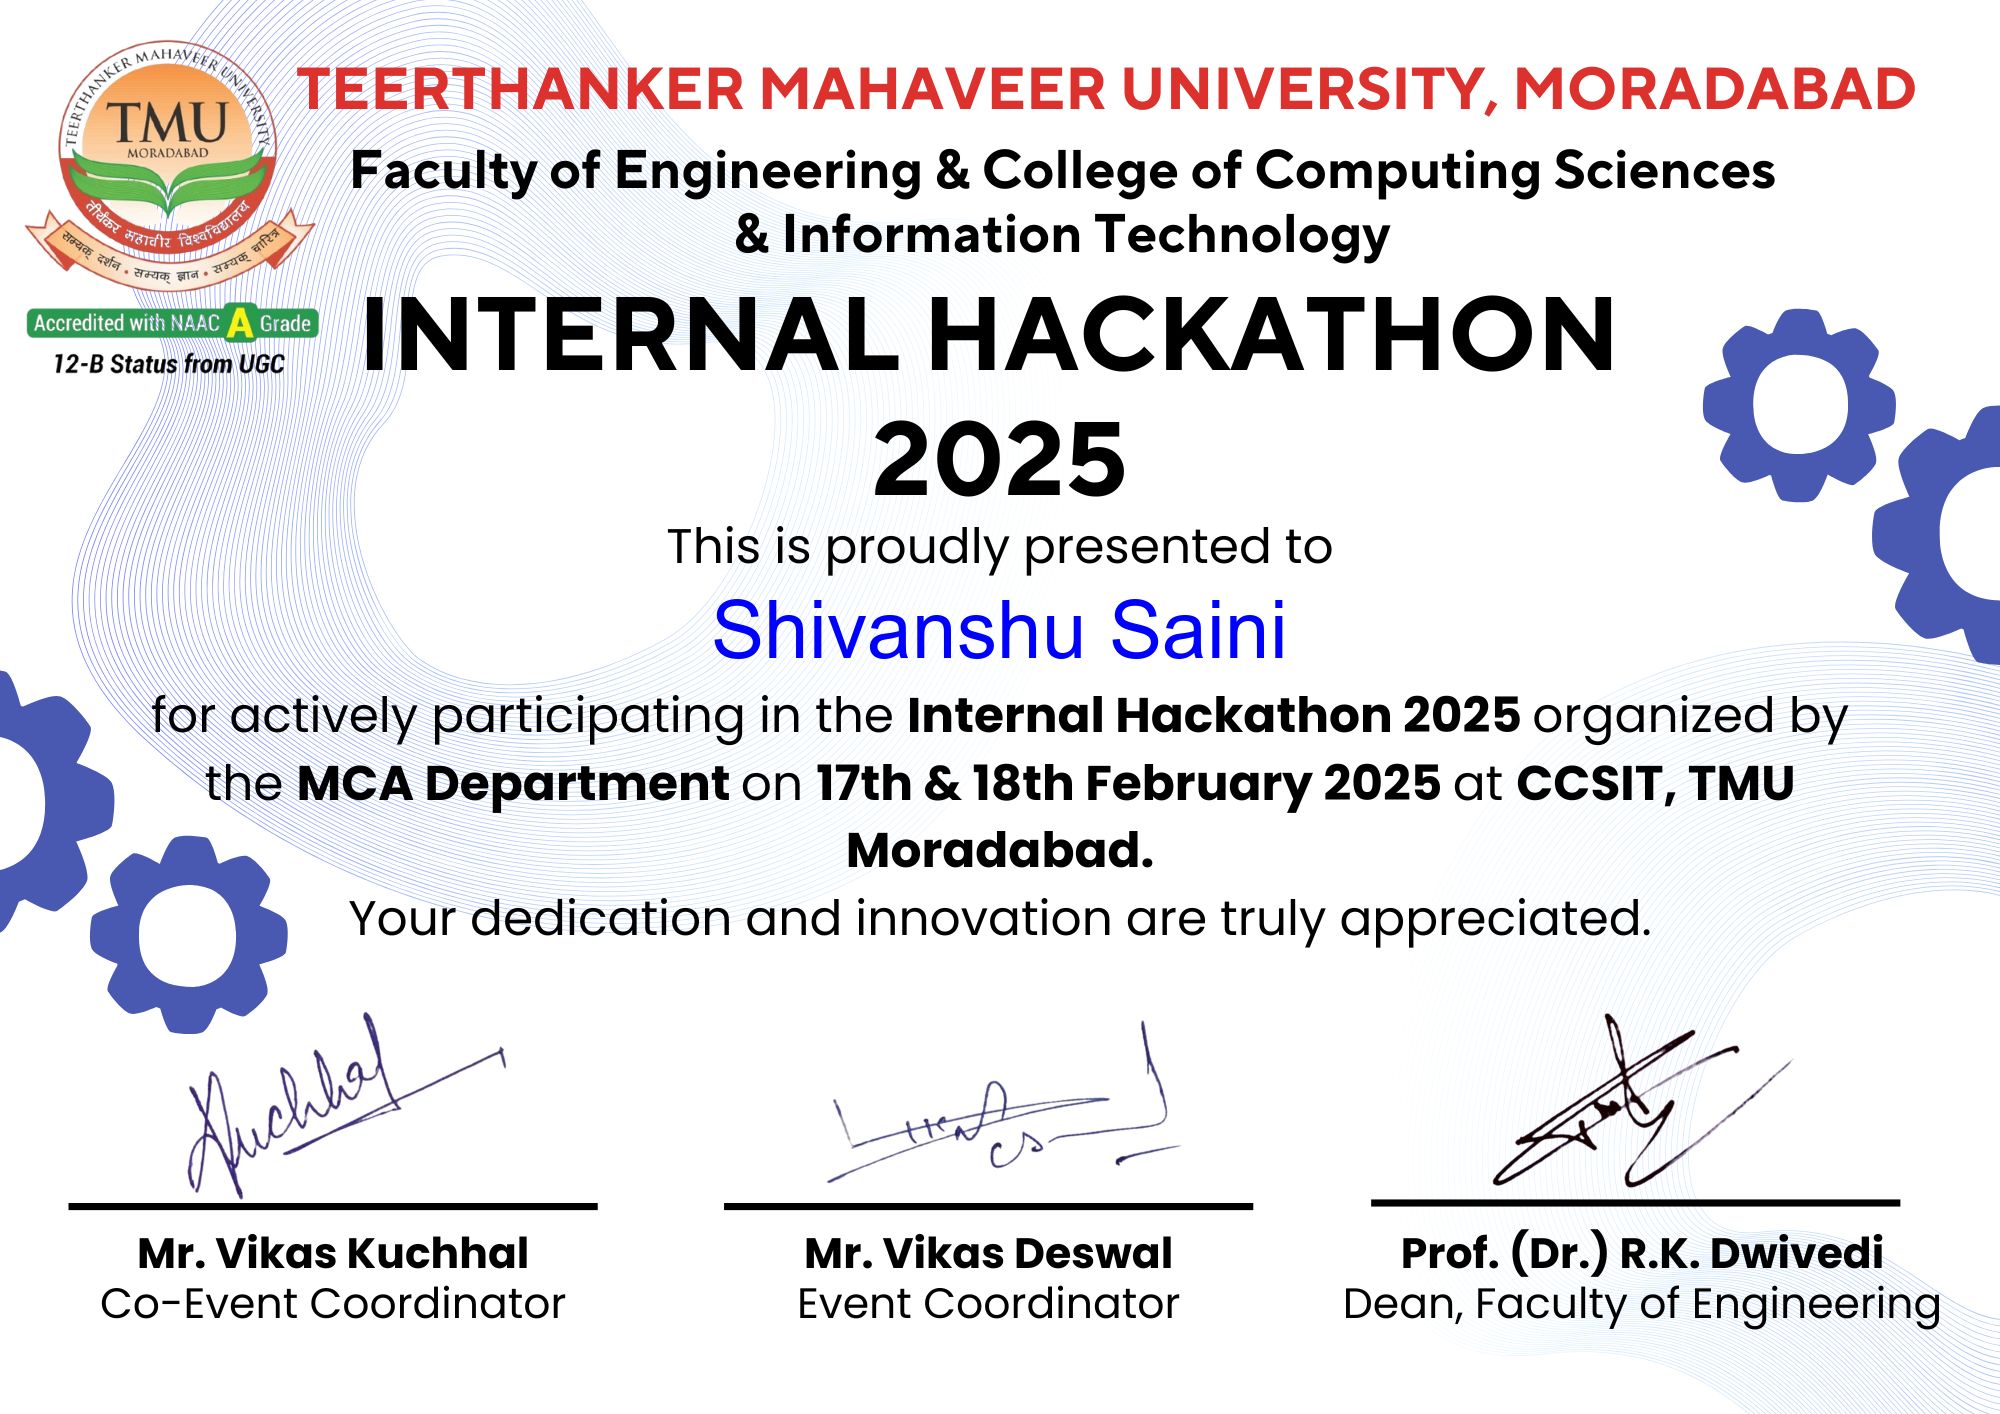 TEERTHANKER MAHAVEER UNIVERSITY
TMU
MORADABAD
तीर्थंकर महावीर विश्वविद्यालय
सम्यक् दर्शन • सम्यक् ज्ञान • सम्यक् चारित्र
Accredited with NAAC A Grade
12-B Status from UGC
TEERTHANKER MAHAVEER UNIVERSITY, MORADABAD
Faculty of Engineering & College of Computing Sciences
& Information Technology
INTERNAL HACKATHON
2025
This is proudly presented to
Shivanshu Saini
for actively participating in the Internal Hackathon 2025 organized by
the MCA Department on 17th & 18th February 2025 at CCSIT, TMU
Moradabad.
Your dedication and innovation are truly appreciated.
Kuchhal
Mr. Vikas Kuchhal
Co-Event Coordinator
Mr. Vikas Deswal
Event Coordinator
Prof. (Dr.) R.K. Dwivedi
Dean, Faculty of Engineering